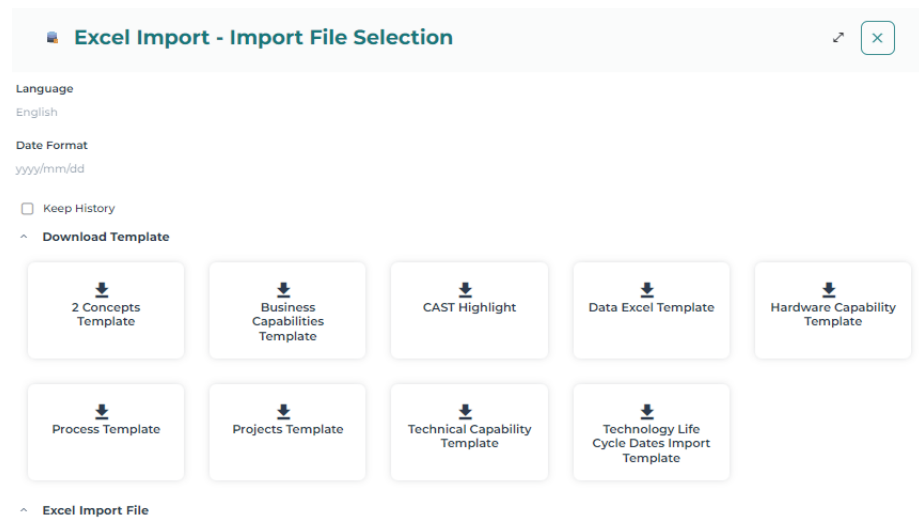 Excel Import - Import File Selection
Language
English
Date Format
yyyy/mm/dd
Keep History
Download Template
2 Concepts
Template
Business
Capabilities
Template
CAST Highlight
Data Excel Template
Hardware Capability
Template
Process Template
Projects Template
Technical Capability
Template
Technology Life
Cycle Dates Import
Template
Excel Import File